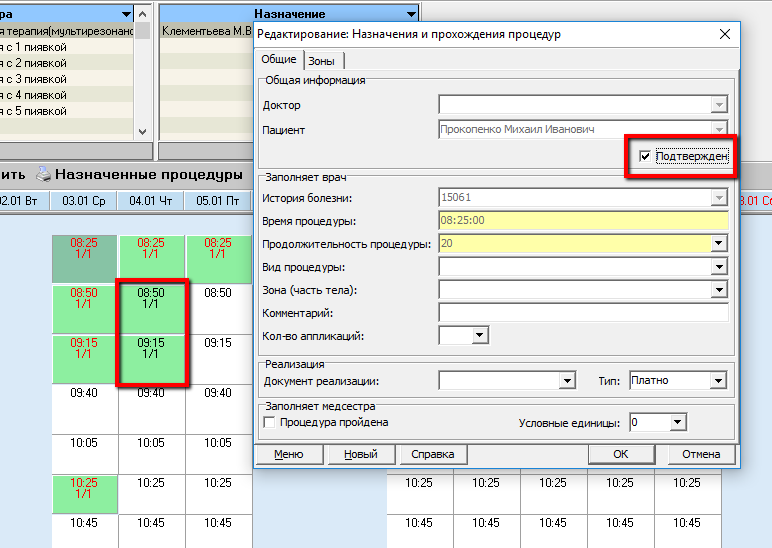 ра
Назначение
я терапия(мультирезонанс
Клементьева М.В
я с 1 пиявкой
я с 2 пиявкой
я с 3 пиявкой
я с 4 пиявкой
я с 5 пиявкой
Редактирование: Назначения и прохождения процедур
Общие
Зоны
Общая информация
Доктор
Пациент
Прокопенко Михаил Иванович
Подтвержден
Заполняет врач
История болезни:
15061
Время процедуры:
08:25:00
Продолжительность процедуры:
20
Вид процедуры:
Зона (часть тела):
Комментарий:
Кол-во аппликаций:
Реализация
Документ реализации:
Тип:
Платно
Заполняет медсестра
Процедура пройдена
Условные единицы:
0
Меню
Новый
Справка
OK
Отмена
ить
Назначенные процедуры
02.01 Вт
03.01 Ср
04.01 Чт
05.01 Пт
3.01 Сб
08:25
1/1
08:25
1/1
08:25
1/1
08:50
1/1
08:50
1/1
08:50
09:15
1/1
09:15
1/1
09:15
09:40
09:40
09:40
10:05
10:05
10:05
10:25
1/1
10:25
10:25
10:25
10:25
10:25
10:25
10:25
10:45
10:45
10:45
10:45
10:45
10:45
10:45
10:45